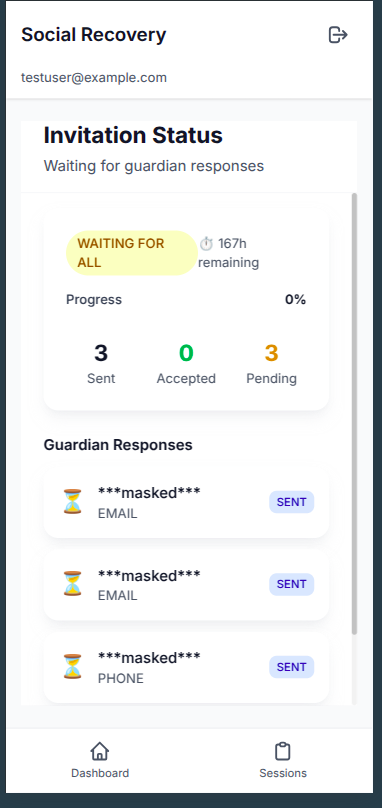 Social Recovery
testuser@example.com
Invitation Status
Waiting for guardian responses
WAITING FOR
ALL
⏱️ 167h
remaining
Progress
0%
3
0
3
Sent
Accepted
Pending
Guardian Responses
***masked***
EMAIL
SENT
***masked***
EMAIL
SENT
***masked***
PHONE
SENT
Dashboard
Sessions